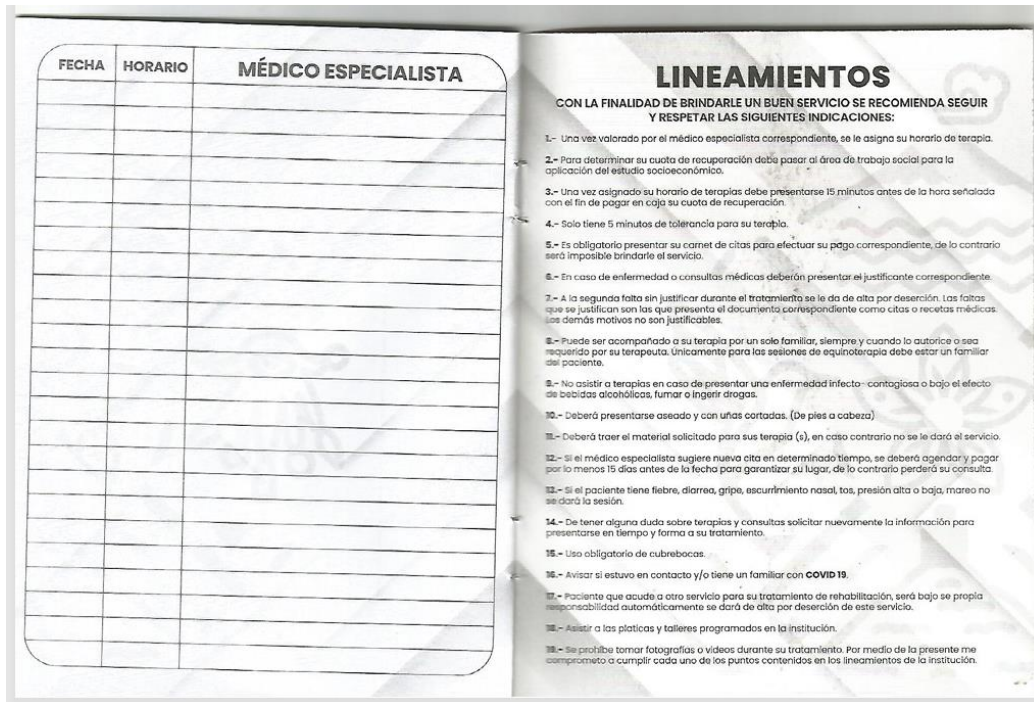 FECHA
HORARIO
MÉDICO ESPECIALISTA
LINEAMIENTOS
CON LA FINALIDAD DE BRINDARLE UN BUEN SERVICIO SE RECOMIENDA SEGUIR
Y RESPETAR LAS SIGUIENTES INDICACIONES:
1.- Una vez valorado por el médico especialista correspondiente, se le asigna su horario de terapia.
2.- Para determinar su cuota de recuperación debe pasar al área de trabajo social para la
aplicación del estudio socioeconómico.
3.- Una vez asignado su horario de terapias debe presentarse 15 minutos antes de la hora señalada
con el fin de pagar en caja su cuota de recuperación.
4.- Solo tiene 5 minutos de tolerancia para su terapia.
5.- Es obligatorio presentar su carnet de citas para efectuar su pago correspondiente, de lo contrario
será imposible brindarle el servicio.
6.- En caso de enfermedad o consultas médicas deberán presentar el justificante correspondiente.
7.- A la segunda falta sin justificar durante el tratamiento se le da de alta por deserción. Las faltas
que se justifican son las que presenta el documento correspondiente como citas o recetas médicas.
Los demás motivos no son justificables.
8.- Puede ser acompañado a su terapia por un solo familiar, siempre y cuando lo autorice o sea
requerido por su terapeuta. Únicamente para las sesiones de equinoterapia debe estar un familiar
del paciente.
9.- No asistir a terapias en caso de presentar una enfermedad infecto- contagiosa o bajo el efecto
de bebidas alcohólicas, fumar o ingerir drogas.
10.- Deberá presentarse aseado y con uñas cortadas. (De pies a cabeza)
11.- Deberá traer el material solicitado para sus terapia (s), en caso contrario no se le dará el servicio.
12.- Si el médico especialista sugiere nueva cita en determinado tiempo, se deberá agendar y pagar
por lo menos 15 días antes de la fecha para garantizar su lugar, de lo contrario perderá su consulta.
13.- Si el paciente tiene fiebre, diarrea, gripe, escurrimiento nasal, tos, presión alta o baja, mareo no
se dará la sesión.
14.- De tener alguna duda sobre terapias y consultas solicitar nuevamente la información para
presentarse en tiempo y forma a su tratamiento.
15.- Uso obligatorio de cubrebocas.
16.- Avisar si estuvo en contacto y/o tiene un familiar con COVID 19.
17.- Paciente que acude a otro servicio para su tratamiento de rehabilitación, será bajo se propia
responsabilidad automáticamente se dará de alta por deserción de este servicio.
18.- Asistir a las platicas y talleres programados en la institución.
19.- Se prohíbe tomar fotografías o videos durante su tratamiento. Por medio de la presente me
comprometo a cumplir cada uno de los puntos contenidos en los lineamientos de la institución.